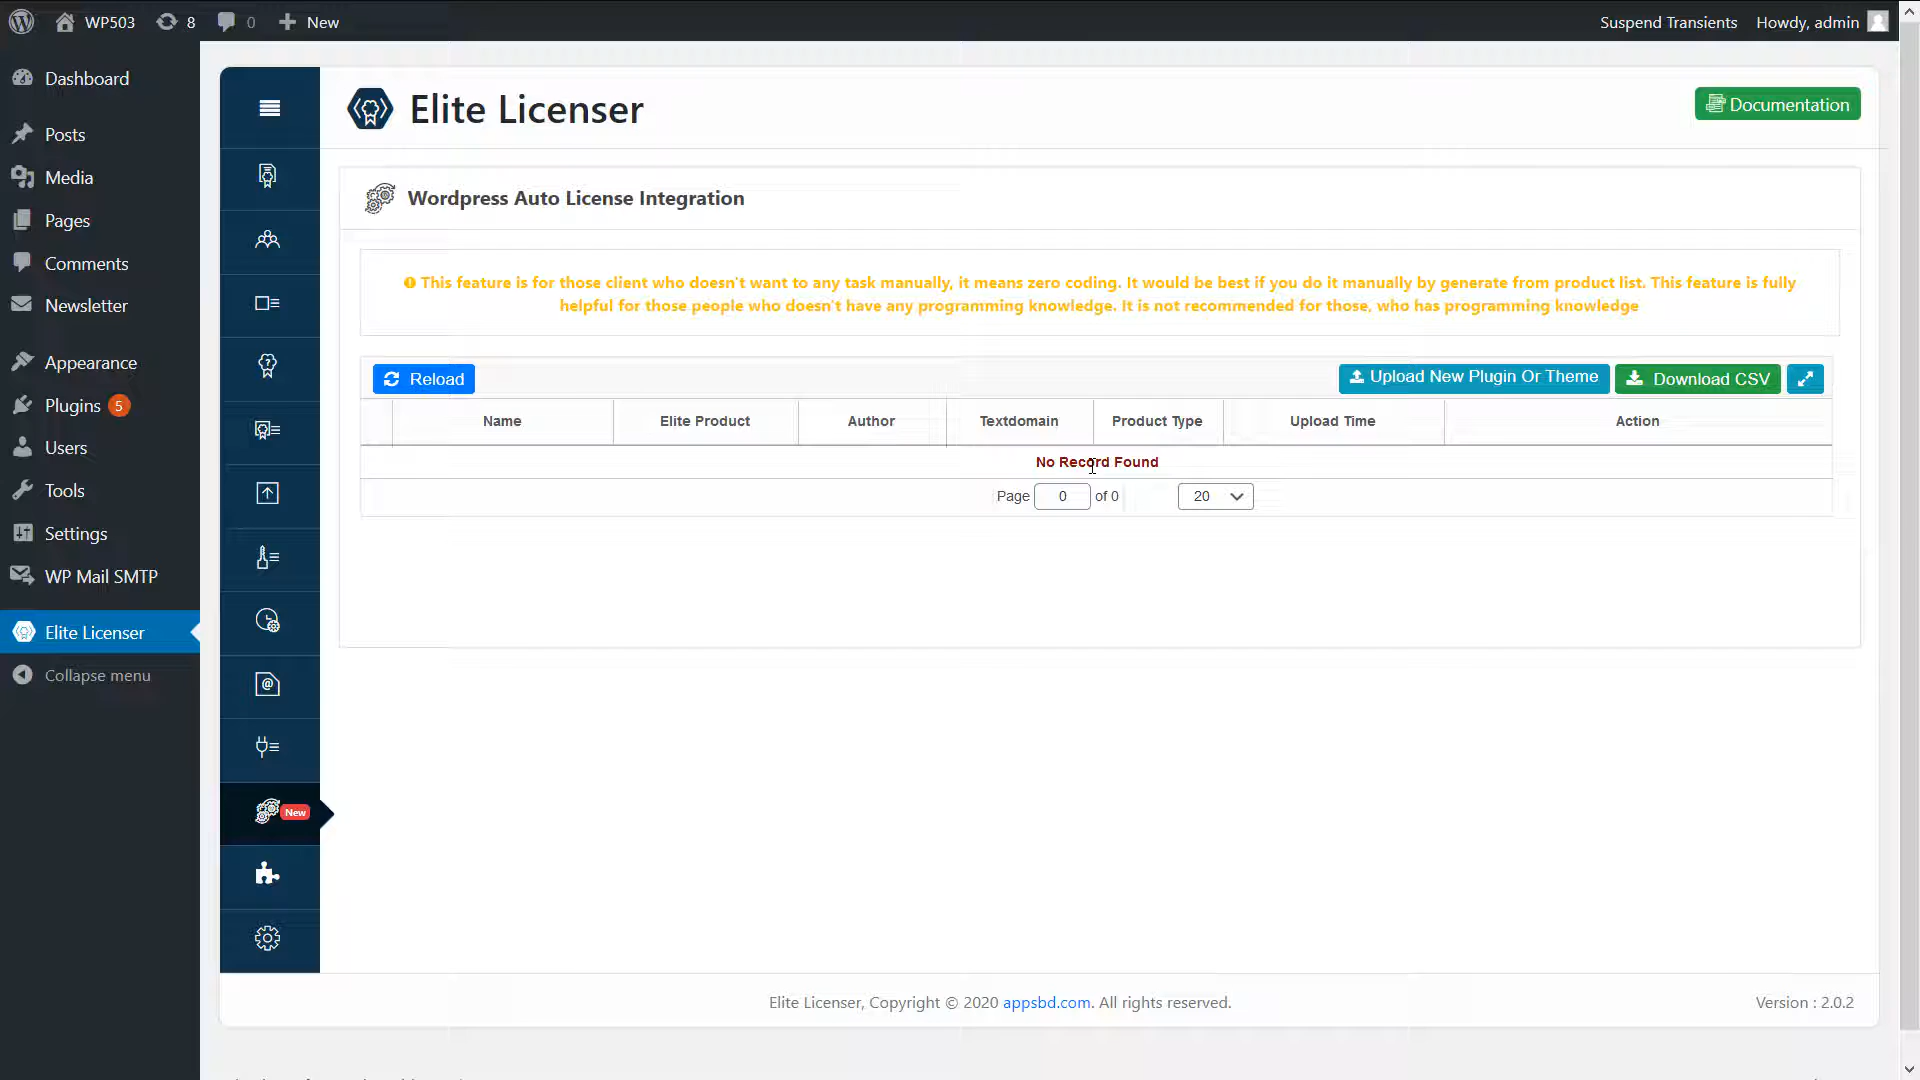 WP503 8 0 New Suspend Transients Howdy, admin
Dashboard
Posts
Media
Pages
Comments
Newsletter
Appearance
Plugins 5
Users
Tools
Settings
WP Mail SMTP
Elite Licenser
Collapse menu
New
Elite Licenser
Documentation
Wordpress Auto License Integration
This feature is for those client who doesn't want to any task manually, it means zero coding. It would be best if you do it manually by generate from product list. This feature is fully
helpful for those people who doesn't have any programming knowledge. It is not recommended for those, who has programming knowledge
Reload Upload New Plugin Or Theme Download CSV
Name Elite Product Author Textdomain Product Type Upload Time Action
No Record Found
Page 0 of 0 20
Elite Licenser, Copyright © 2020 appsbd.com. All rights reserved. Version : 2.0.2